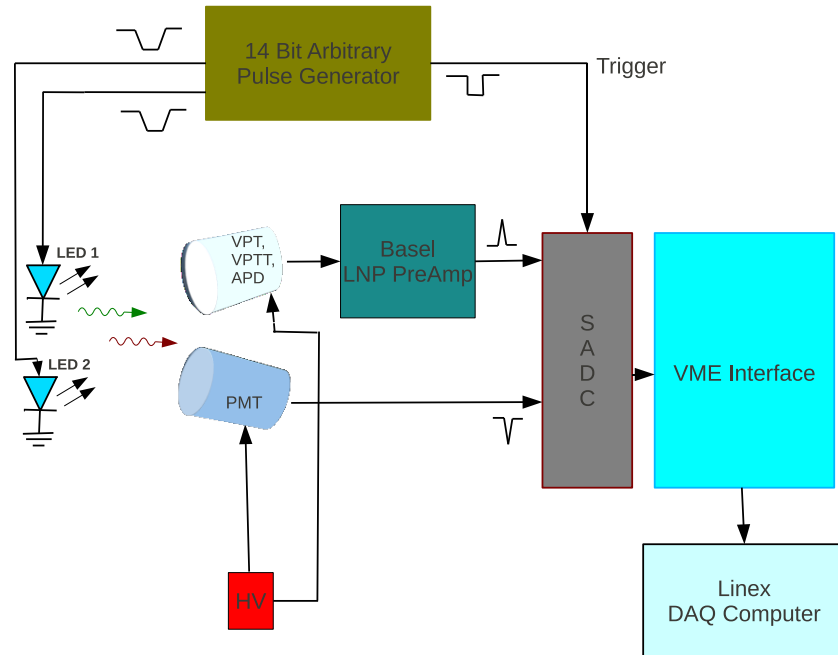 14 Bit Arbitrary
Pulse Generator
Trigger
LED 1
VPT,
VPTT,
APD
Basel
LNP PreAmp
S
A
D
C
VME Interface
LED 2
PMT
HV
Linex
DAQ Computer